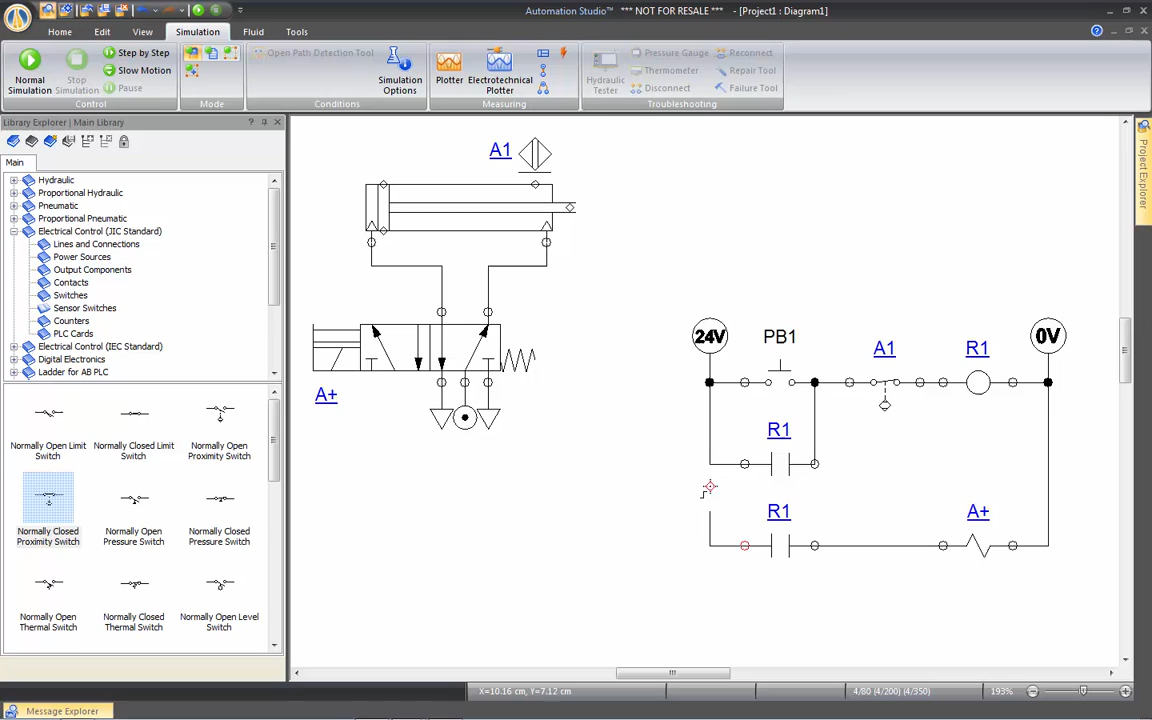 Automation Studio™ *** NOT FOR RESALE *** - [Project1 : Diagram1]
Home
Edit
View
Simulation
Fluid
Tools
Normal Simulation
Stop Simulation
Step by Step
Slow Motion
Pause
Control
Mode
Open Path Detection Tool
Simulation Options
Conditions
Plotter
Electrotechnical Plotter
Measuring
Hydraulic Tester
Pressure Gauge
Thermometer
Disconnect
Reconnect
Repair Tool
Failure Tool
Troubleshooting
Library Explorer | Main Library
Main
Hydraulic
Proportional Hydraulic
Pneumatic
Proportional Pneumatic
Electrical Control (JIC Standard)
Lines and Connections
Power Sources
Output Components
Contacts
Switches
Sensor Switches
Counters
PLC Cards
Electrical Control (IEC Standard)
Digital Electronics
Ladder for AB PLC
Normally Open Limit Switch
Normally Closed Limit Switch
Normally Open Proximity Switch
Normally Closed Proximity Switch
Normally Open Pressure Switch
Normally Closed Pressure Switch
Normally Open Thermal Switch
Normally Closed Thermal Switch
Normally Open Level Switch
A1
A+
24V
PB1
A1
R1
0V
R1
R1
A+
Project Explorer
X=10.16 cm, Y=7.12 cm
4/80 (4/200) (4/350)
193%
Message Explorer